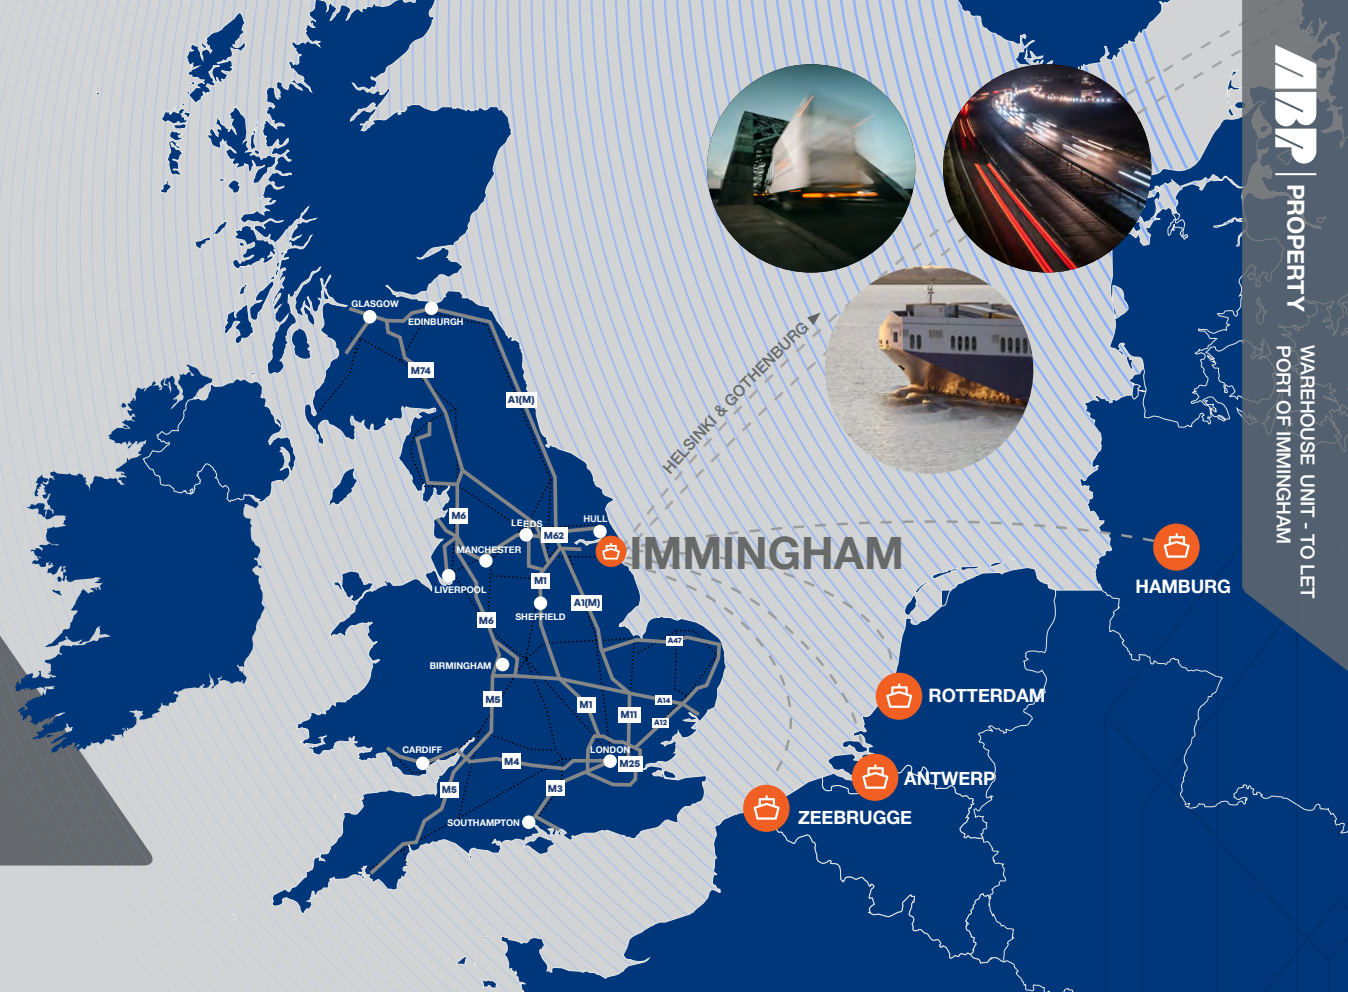 ABP | PROPERTY
WAREHOUSE UNIT - TO LET
PORT OF IMMINGHAM
GLASGOW
EDINBURGH
M74
A1(M)
HELSINKI & GOTHENBURG
M6
LEEDS
HULL
M62
MANCHESTER
IMMINGHAM
HAMBURG
M1
LIVERPOOL
A1(M)
SHEFFIELD
M6
A47
BIRMINGHAM
ROTTERDAM
M5
M1
A14
M11
A12
CARDIFF
LONDON
M4
M25
ANTWERP
M5
M3
ZEEBRUGGE
SOUTHAMPTON